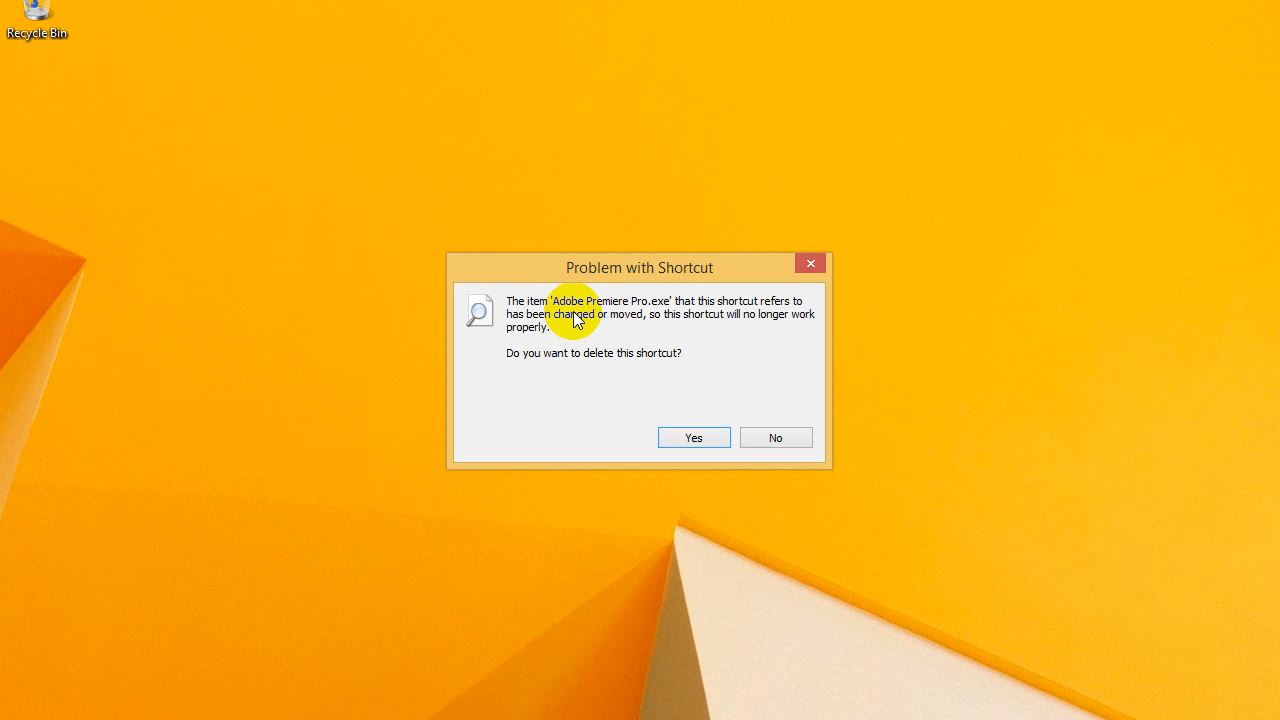 Recycle Bin
Problem with Shortcut
The item 'Adobe Premiere Pro.exe' that this shortcut refers to
has been changed or moved, so this shortcut will no longer work
properly.
Do you want to delete this shortcut?
Yes
No